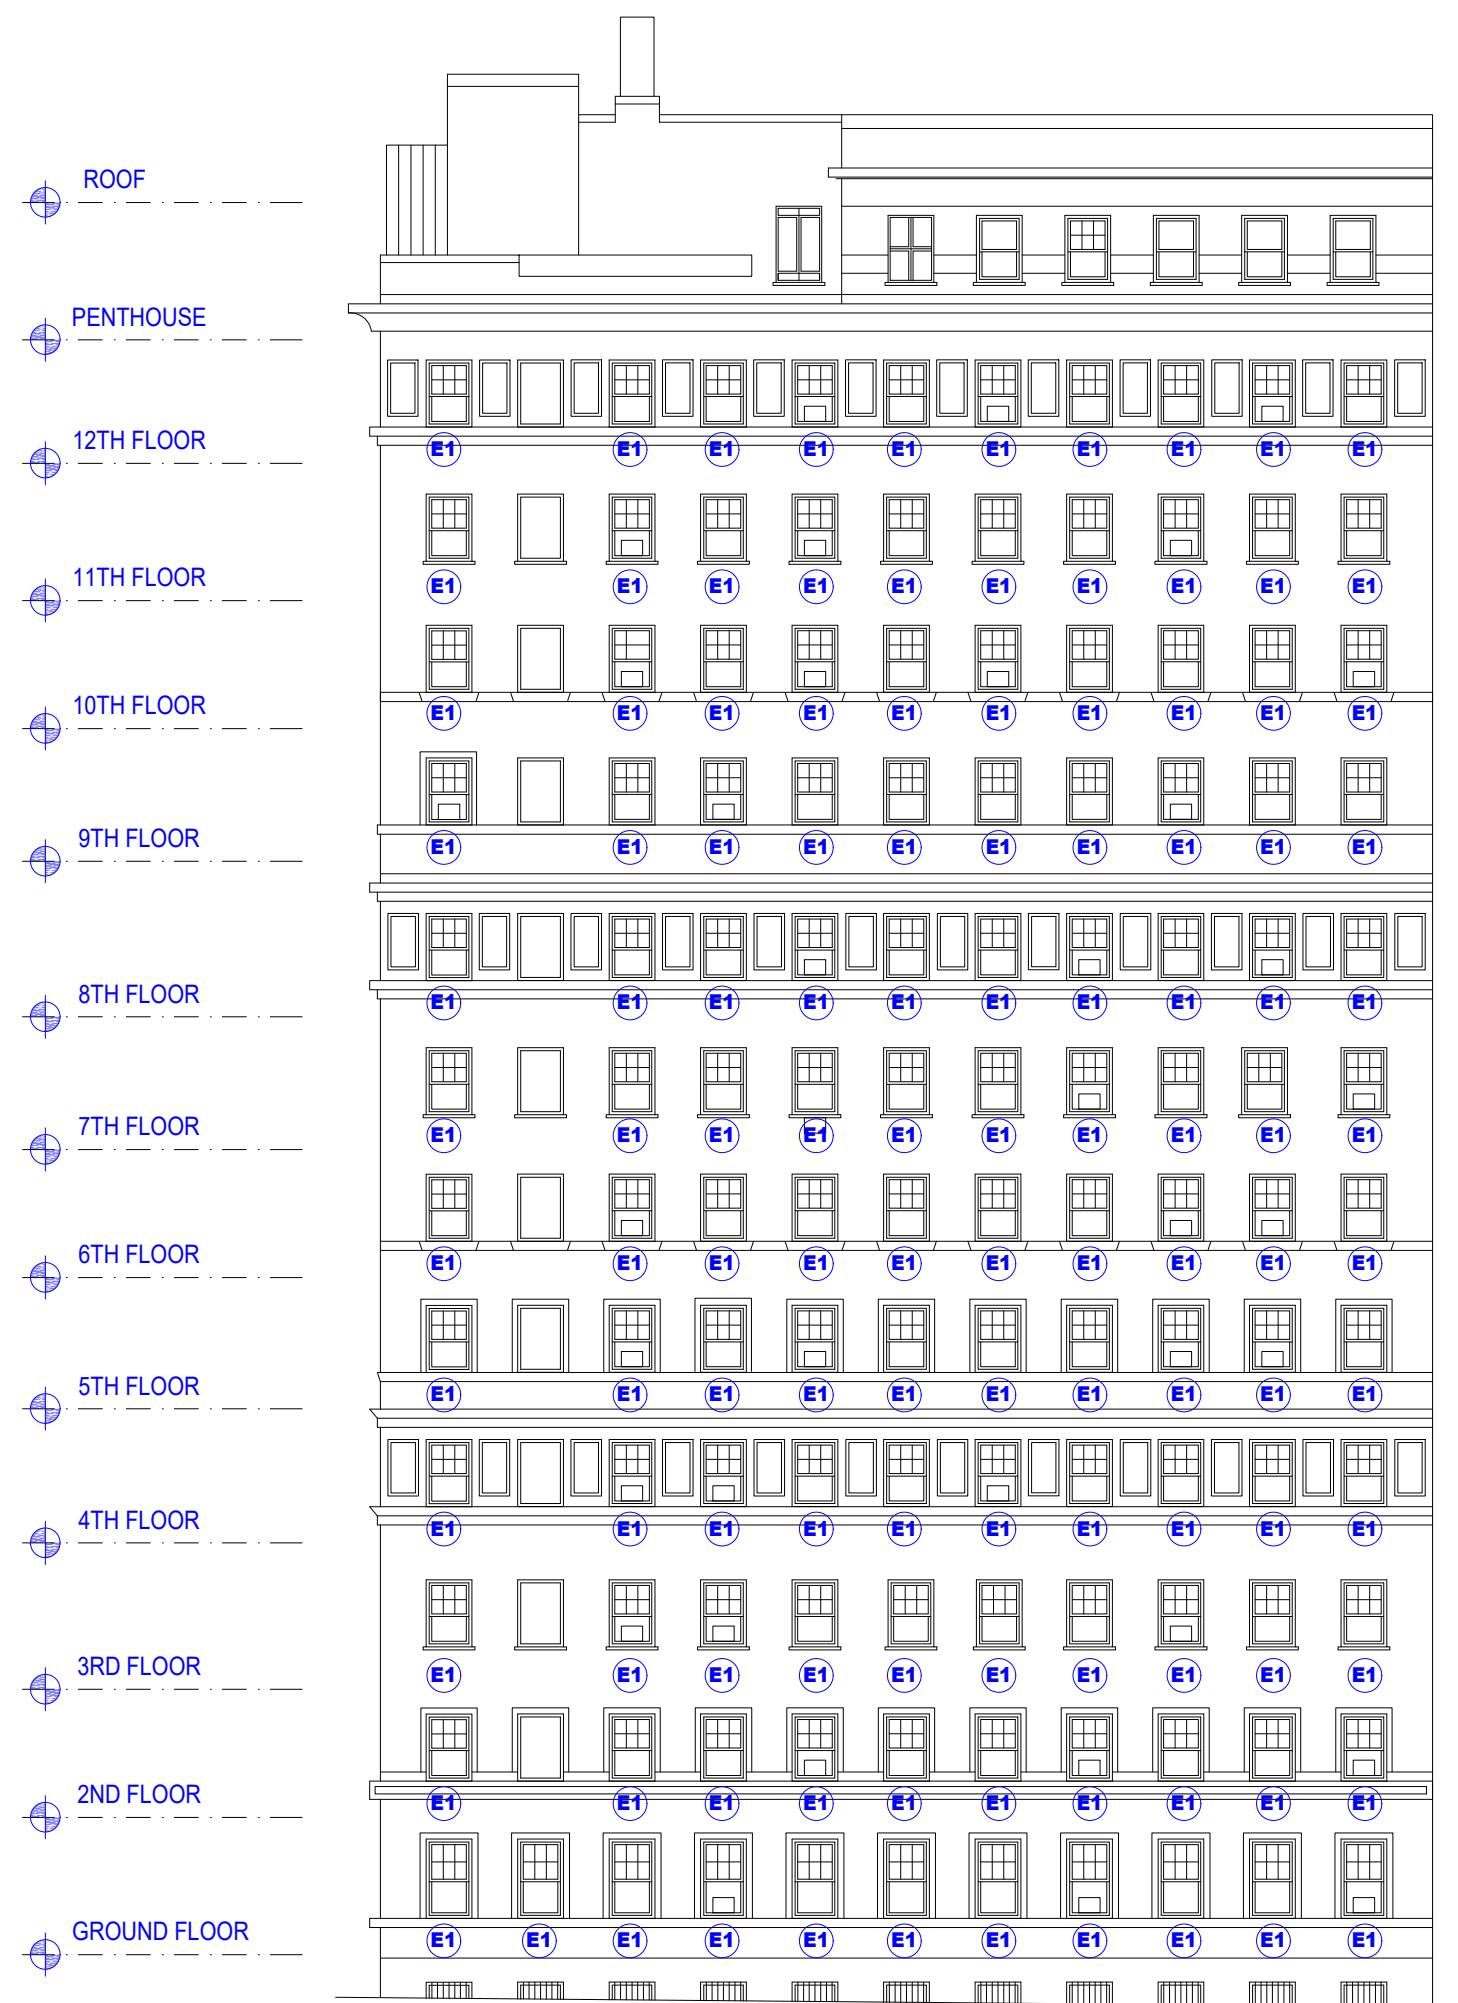 ROOF
PENTHOUSE
12TH FLOOR
E1 E1 E1 E1 E1 E1 E1 E1 E1 E1
11TH FLOOR
E1 E1 E1 E1 E1 E1 E1 E1 E1 E1
10TH FLOOR
E1 E1 E1 E1 E1 E1 E1 E1 E1 E1
9TH FLOOR
E1 E1 E1 E1 E1 E1 E1 E1 E1 E1
8TH FLOOR
E1 E1 E1 E1 E1 E1 E1 E1 E1 E1
7TH FLOOR
E1 E1 E1 E1 E1 E1 E1 E1 E1 E1
6TH FLOOR
E1 E1 E1 E1 E1 E1 E1 E1 E1 E1
5TH FLOOR
E1 E1 E1 E1 E1 E1 E1 E1 E1 E1
4TH FLOOR
E1 E1 E1 E1 E1 E1 E1 E1 E1 E1
3RD FLOOR
E1 E1 E1 E1 E1 E1 E1 E1 E1 E1
2ND FLOOR
E1 E1 E1 E1 E1 E1 E1 E1 E1 E1
GROUND FLOOR
E1 E1 E1 E1 E1 E1 E1 E1 E1 E1 E1